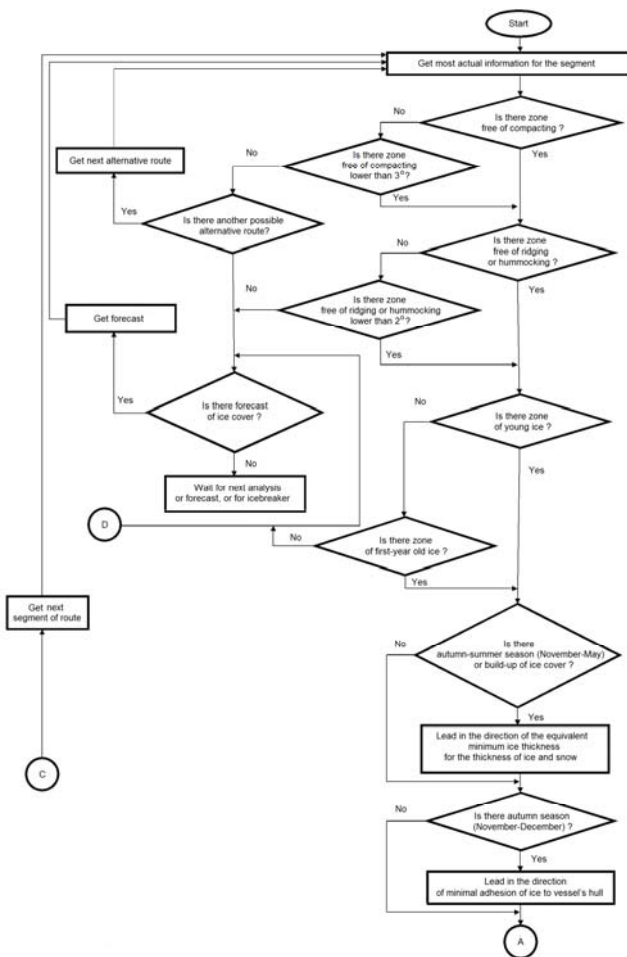 Start
Get most actual information for the segment
No
Is there zone
free of compacting ?
Yes
No
Is there zone
free of compacting
lower than 3°?
Yes
Get next alternative route
Yes
Is there another possible
alternative route?
No
Is there zone
free of ridging
or hummocking ?
Yes
No
Is there zone
free of ridging or hummocking
lower than 2°?
Yes
Get forecast
Yes
Is there forecast
of ice cover ?
No
No
Is there zone
of young ice ?
Yes
Wait for next analysis
or forecast, or for icebreaker
D
No
Is there zone
of first-year old ice ?
Yes
Get next
segment of route
No
Is there
autumn-summer season (November-May)
or build-up of ice cover ?
Yes
Lead in the direction of the equivalent
minimum ice thickness
for the thickness of ice and snow
C
No
Is there autumn season
(November-December) ?
Yes
Lead in the direction
of minimal adhesion of ice to vessel's hull
A